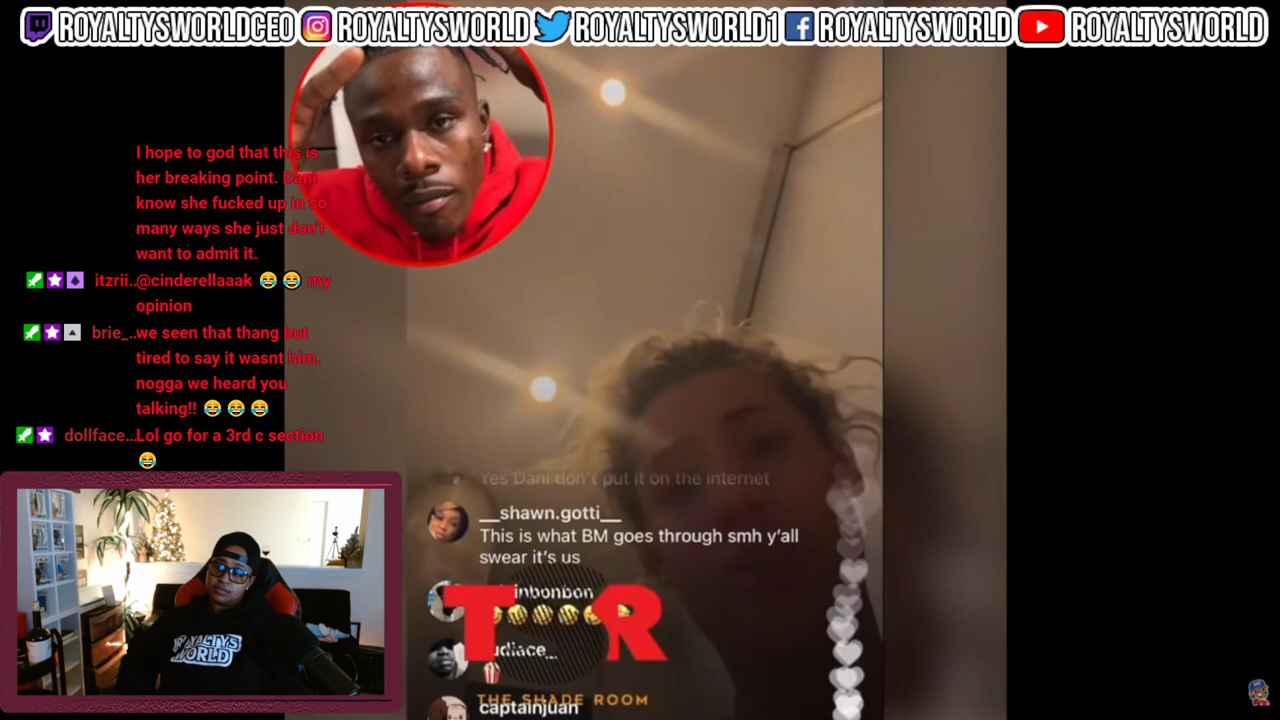 ROYALTYSWORLDCEO ROYALTYSWORLD ROYALTYSWORLD1 ROYALTYSWORLD ROYALTYSWORLD
I hope to god that this is
her breaking point. Dani
know she fucked up in so
many ways she just don't
want to admit it.
itzrii.. @cinderellaaak 😂 😂 my
opinion
brie_.. we seen that thang but
tired to say it wasnt him.
nogga we heard you
talking!! 😂 😂 😂
dollface.. Lol go for a 3rd c section
😂
ROYALTYS
WORLD
Yes Dani don't put it on the internet
__shawn.gotti__
This is what BM goes through smh y'all
swear it's us
inbonbon
udiace_
🍿
captainjuan
TSR
THE SHADE ROOM